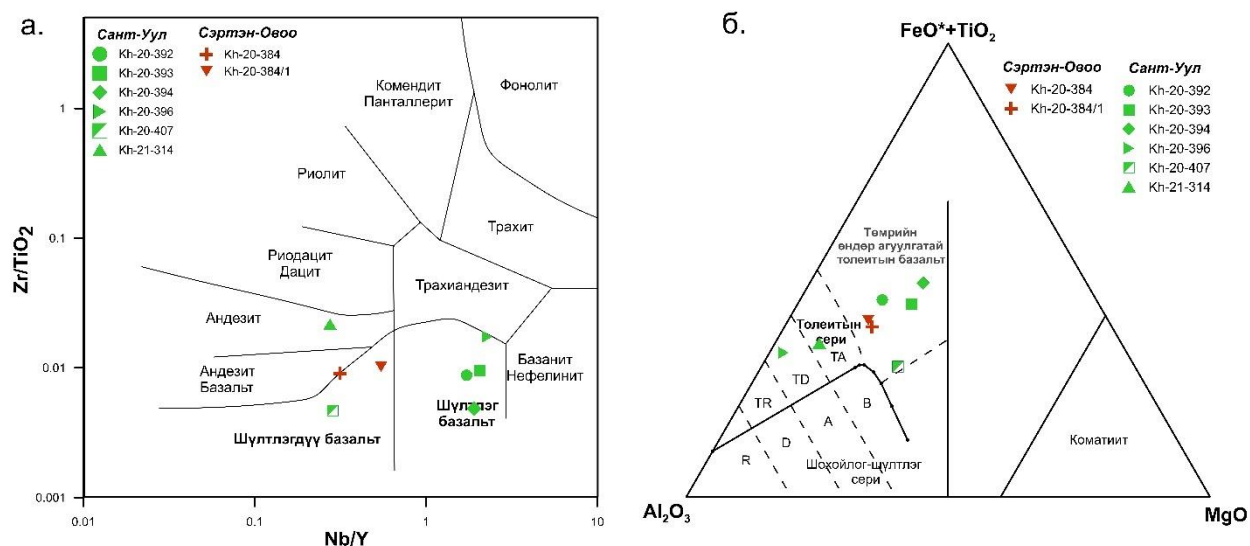 а.
Сант-Уул
Kh-20-392
Kh-20-393
Kh-20-394
Kh-20-396
Kh-20-407
Kh-21-314
Сэртэн-Овоо
Kh-20-384
Kh-20-384/1
Комендит
Панталлерит
Фонолит
Риолит
Трахит
Риодацит
Дацит
Трахиандезит
Андезит
Андезит
Базальт
Базанит
Нефелинит
Шүлтлэг
базальт
Шүлтлэгдүү базальт
Zr/TiO2
1
0.1
0.01
0.001
0.01
0.1
1
10
Nb/Y
б.
FeO*+TiO2
Сэртэн-Овоо
Kh-20-384
Kh-20-384/1
Сант-Уул
Kh-20-392
Kh-20-393
Kh-20-394
Kh-20-396
Kh-20-407
Kh-21-314
Төмрийн
өндөр агуулгатай
толеитын базальт
Толеитын
сери
TA
TD
TR
B
A
D
R
Шохойлог-шүлтлэг
сери
Коматиит
Al2O3
MgO